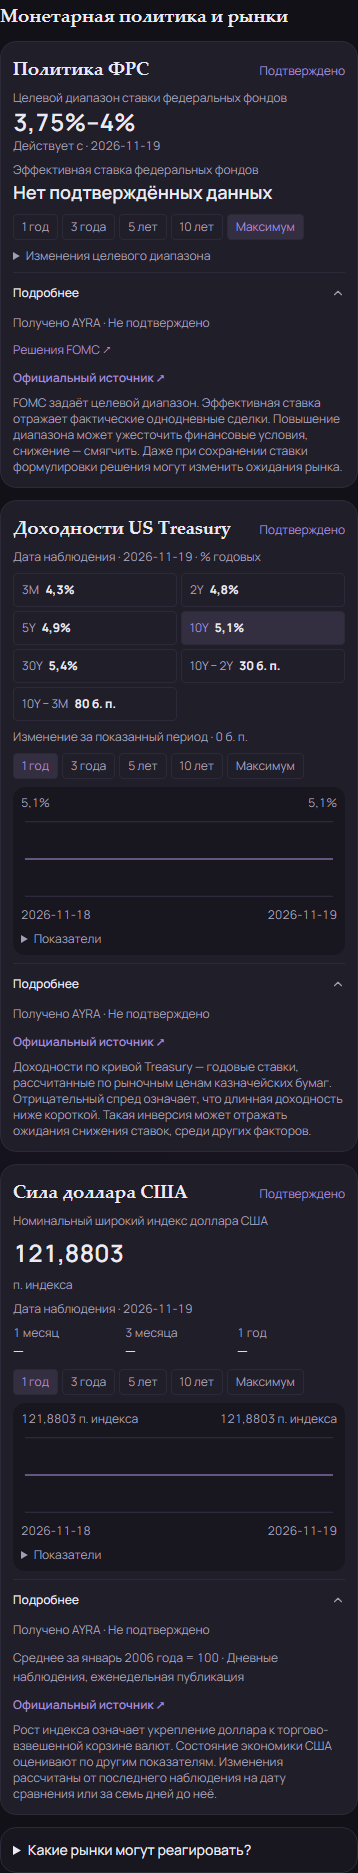 Монетарная политика и рынки
Политика ФРС
Подтверждено
Целевой диапазон ставки федеральных фондов
3,75%–4%
Действует с · 2026-11-19
Эффективная ставка федеральных фондов
Нет подтверждённых данных
1 год
3 года
5 лет
10 лет
Максимум
▶ Изменения целевого диапазона
Подробнее
Получено AYRA · Не подтверждено
Решения FOMC ↗
Официальный источник ↗
FOMC задаёт целевой диапазон. Эффективная ставка
отражает фактические однодневные сделки. Повышение
диапазона может ужесточить финансовые условия,
снижение — смягчить. Даже при сохранении ставки
формулировки решения могут изменить ожидания рынка.
Доходности US Treasury
Подтверждено
Дата наблюдения · 2026-11-19 · % годовых
3M 4,3%
2Y 4,8%
5Y 4,9%
10Y 5,1%
30Y 5,4%
10Y − 2Y 30 б. п.
10Y − 3M 80 б. п.
Изменение за показанный период · 0 б. п.
1 год
3 года
5 лет
10 лет
Максимум
5,1%
5,1%
2026-11-18
2026-11-19
▶ Показатели
Подробнее
Получено AYRA · Не подтверждено
Официальный источник ↗
Доходности по кривой Treasury — годовые ставки,
рассчитанные по рыночным ценам казначейских бумаг.
Отрицательный спред означает, что длинная доходность
ниже короткой. Такая инверсия может отражать
ожидания снижения ставок, среди других факторов.
Сила доллара США
Подтверждено
Номинальный широкий индекс доллара США
121,8803
п. индекса
Дата наблюдения · 2026-11-19
1 месяц
3 месяца
1 год
—
—
—
1 год
3 года
5 лет
10 лет
Максимум
121,8803 п. индекса
121,8803 п. индекса
2026-11-18
2026-11-19
▶ Показатели
Подробнее
Получено AYRA · Не подтверждено
Среднее за январь 2006 года = 100 · Дневные
наблюдения, еженедельная публикация
Официальный источник ↗
Рост индекса означает укрепление доллара к торгово-
взвешенной корзине валют. Состояние экономики США
оценивают по другим показателям. Изменения
рассчитаны от последнего наблюдения на дату
сравнения или за семь дней до неё.
▶ Какие рынки могут реагировать?